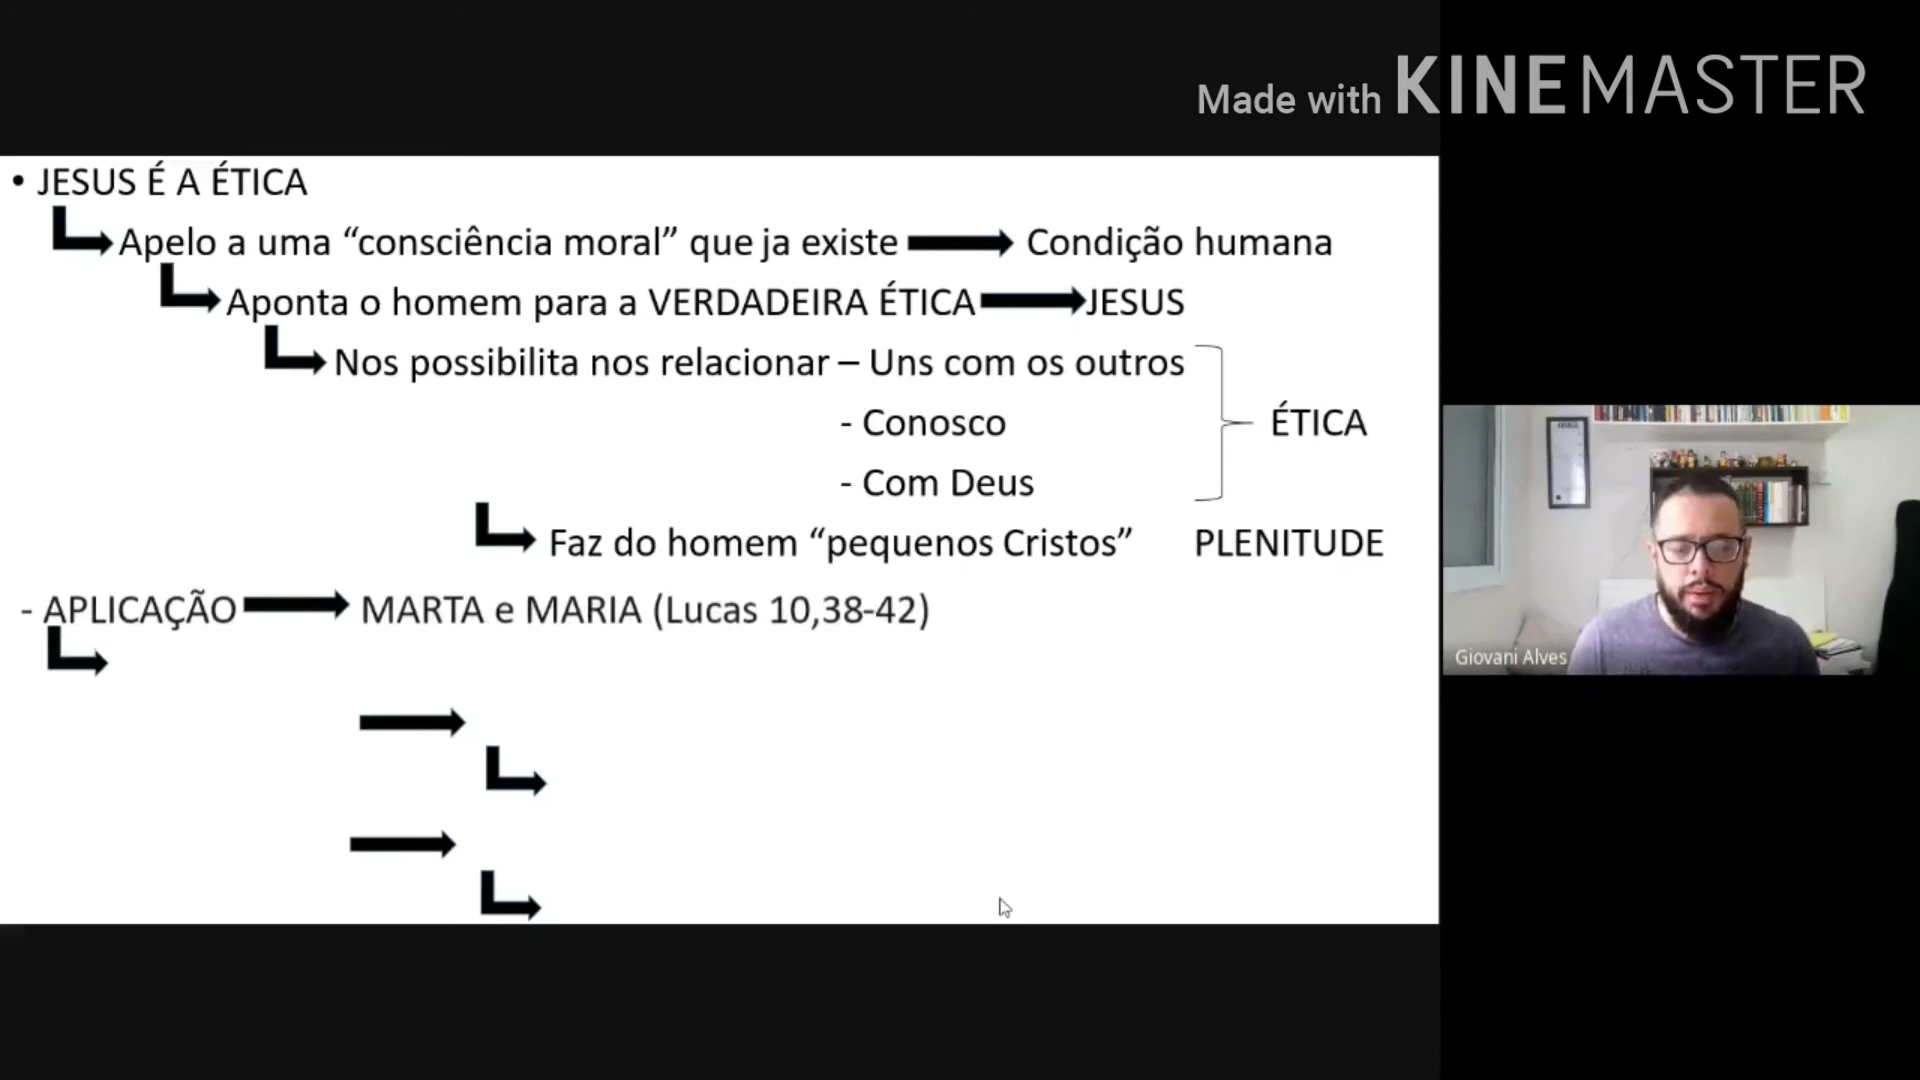 Made with KINEMASTER
• JESUS É A ÉTICA
Apelo a uma “consciência moral” que ja existe Condição humana
Aponta o homem para a VERDADEIRA ÉTICA JESUS
Nos possibilita nos relacionar – Uns com os outros
- Conosco ÉTICA
- Com Deus
Faz do homem “pequenos Cristos” PLENITUDE
- APLICAÇÃO MARTA e MARIA (Lucas 10,38-42)
Giovani Alves